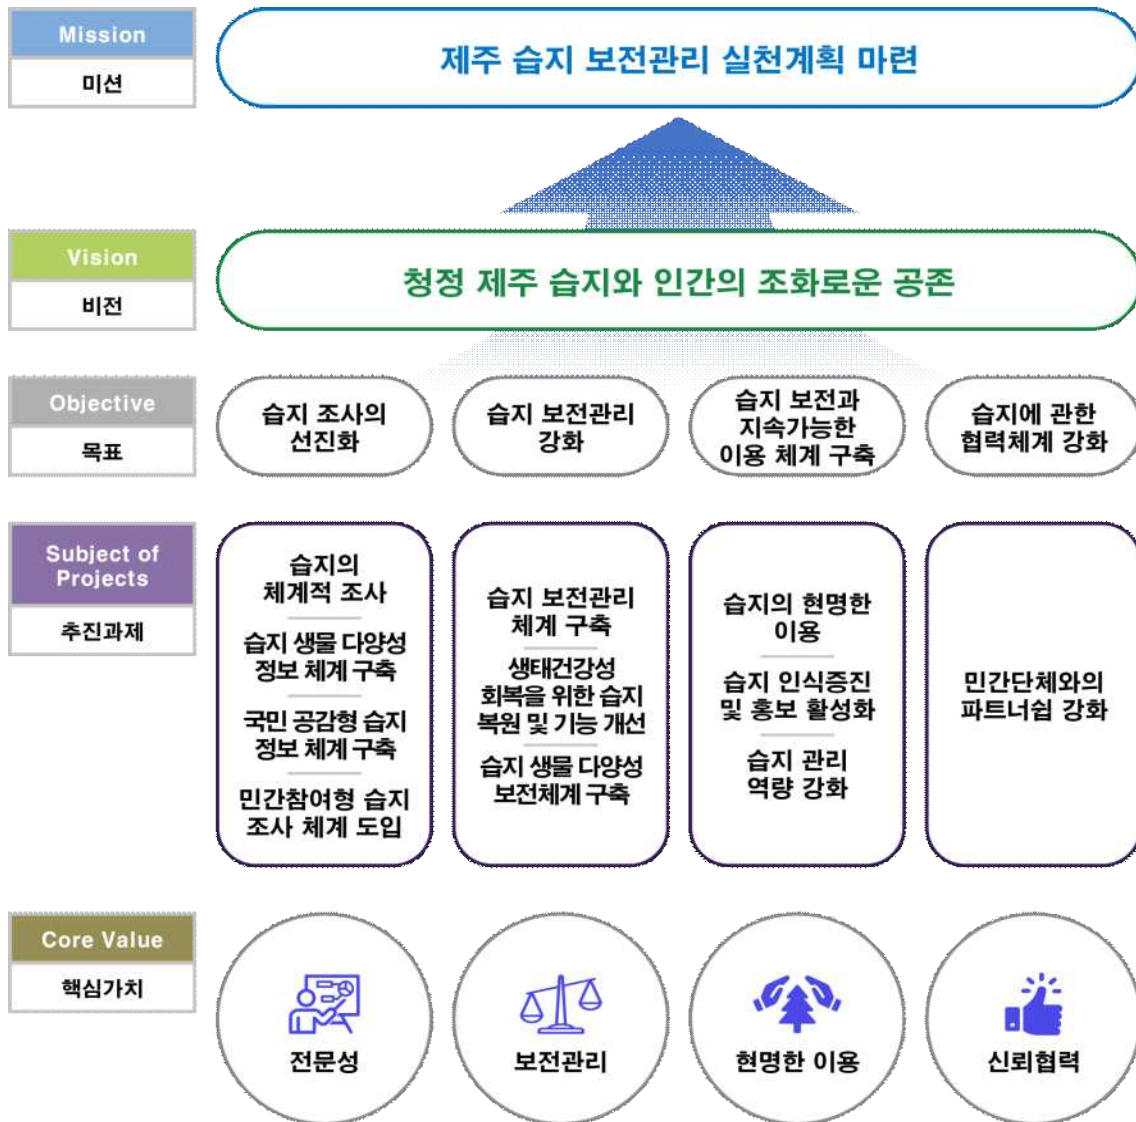 Mission
미션
제주 습지 보전관리 실천계획 마련
Vision
비전
청정 제주 습지와 인간의 조화로운 공존
Objective
목표
습지 조사의
선진화
습지 보전관리
강화
습지 보전과
지속가능한
이용 체계 구축
습지에 관한
협력체계 강화
Subject of
Projects
추진과제
습지의
체계적 조사
습지 생물 다양성
정보 체계 구축
국민 공감형 습지
정보 체계 구축
민간참여형 습지
조사 체계 도입
습지 보전관리
체계 구축
생태건강성
회복을 위한 습지
복원 및 기능 개선
습지 생물 다양성
보전체계 구축
습지의 현명한
이용
습지 인식증진
및 홍보 활성화
습지 관리
역량 강화
민간단체와의
파트너쉽 강화
Core Value
핵심가치
전문성
보전관리
현명한 이용
신뢰협력